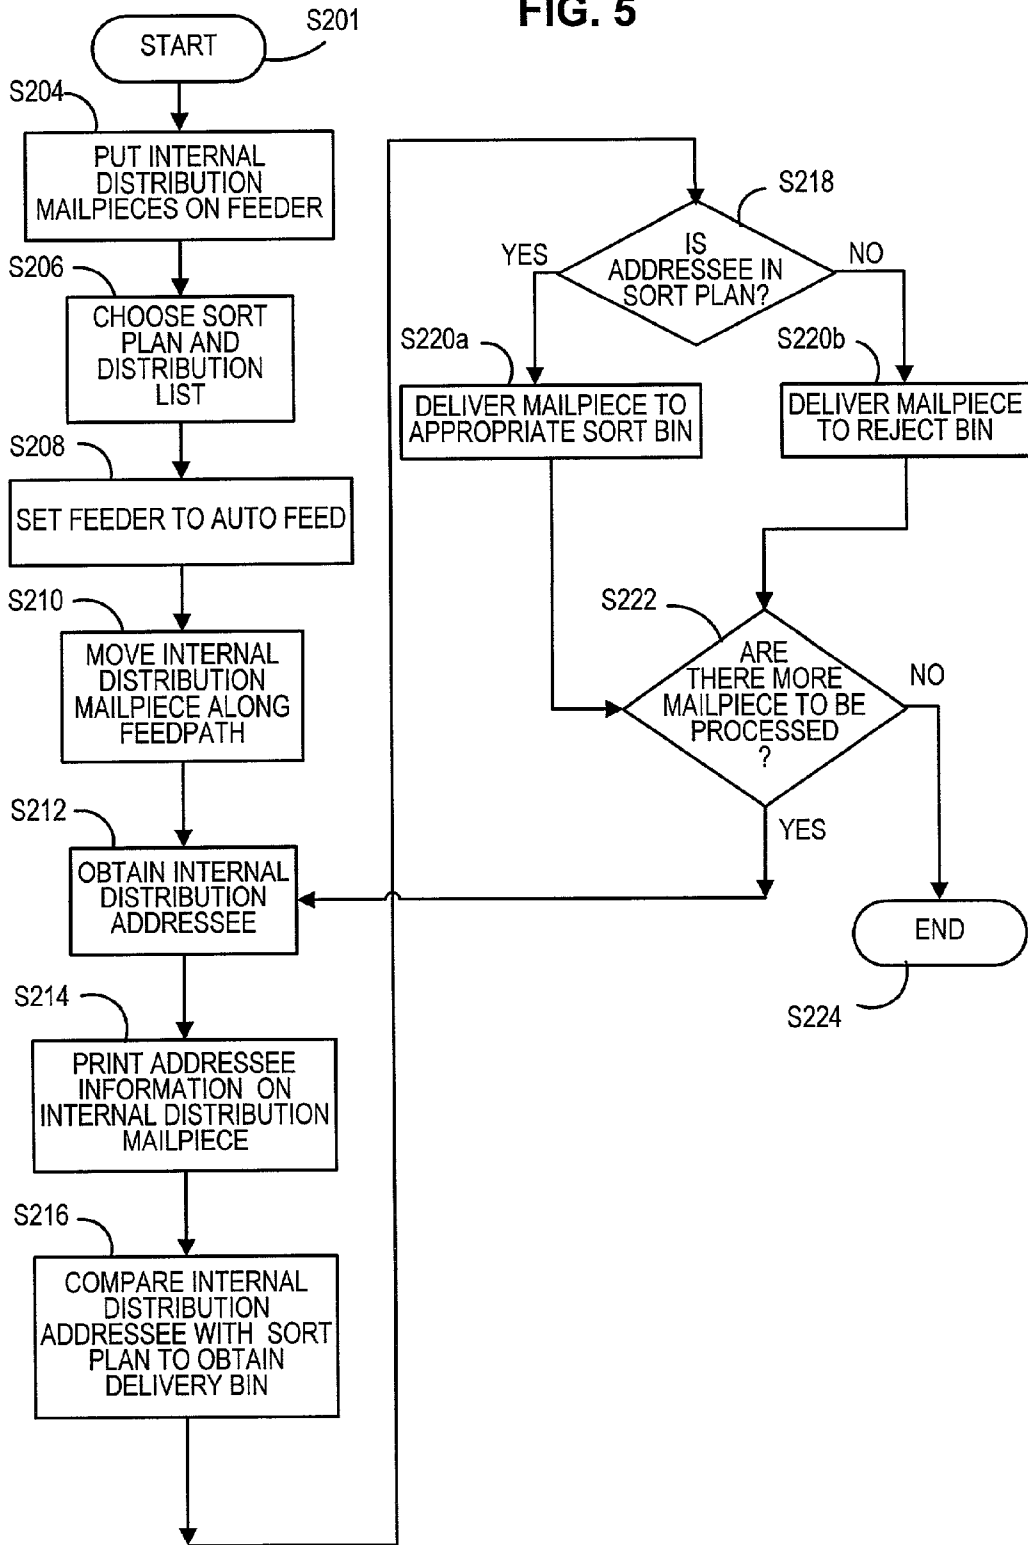 FIG. 5
START
S201
S204
PUT INTERNAL
DISTRIBUTION
MAILPIECES ON FEEDER
S206
CHOOSE SORT
PLAN AND
DISTRIBUTION
LIST
S208
SET FEEDER TO AUTO FEED
S210
MOVE INTERNAL
DISTRIBUTION
MAILPIECE ALONG
FEEDPATH
S212
OBTAIN INTERNAL
DISTRIBUTION
ADDRESSEE
S214
PRINT ADDRESSEE
INFORMATION ON
INTERNAL DISTRIBUTION
MAILPIECE
S216
COMPARE INTERNAL
DISTRIBUTION
ADDRESSEE WITH SORT
PLAN TO OBTAIN
DELIVERY BIN
S218
IS
ADDRESSEE IN
SORT PLAN?
YES
NO
S220a
DELIVER MAILPIECE TO
APPROPRIATE SORT BIN
S220b
DELIVER MAILPIECE
TO REJECT BIN
S222
ARE
THERE MORE
MAILPIECE TO BE
PROCESSED
?
NO
YES
END
S224